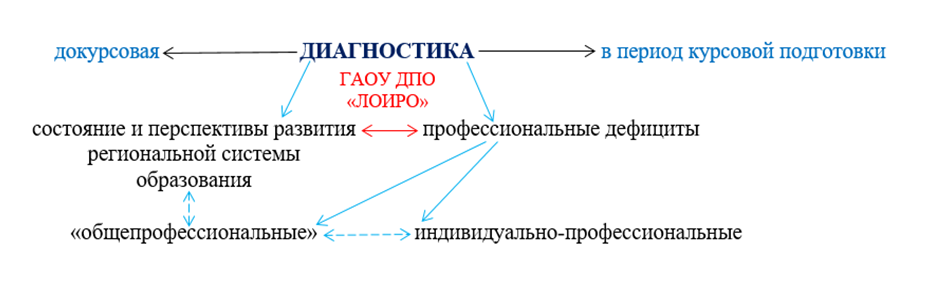 докурсовая ДИАГНОСТИКА в период курсовой подготовки
ГАОУ ДПО
«ЛОИРО»
состояние и перспективы развития профессиональные дефициты
региональной системы
образования
«общепрофессиональные» индивидуально-профессиональные